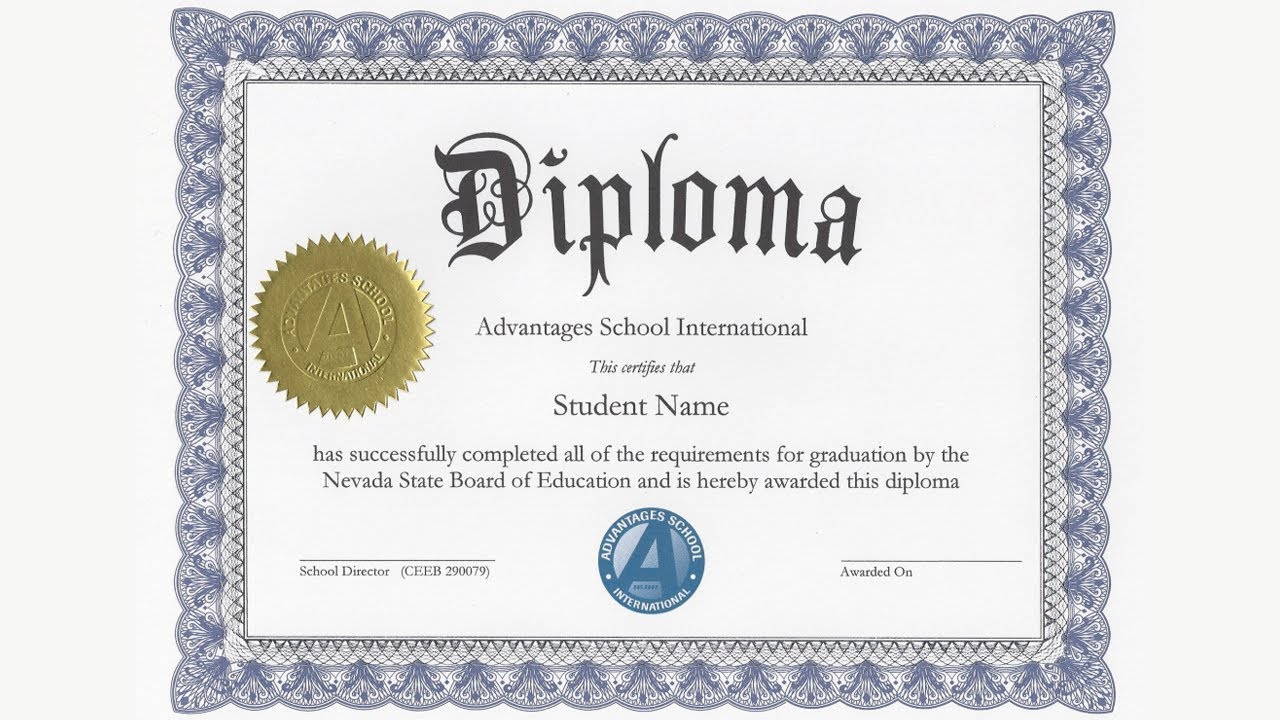 Diploma
ADVANTAGES SCHOOL
A
INTERNATIONAL
Advantages School International
This certifies that
Student Name
has successfully completed all of the requirements for graduation by the
Nevada State Board of Education and is hereby awarded this diploma
ADVANTAGES SCHOOL
A
INTERNATIONAL
School Director (CEEB 290079)
Awarded On